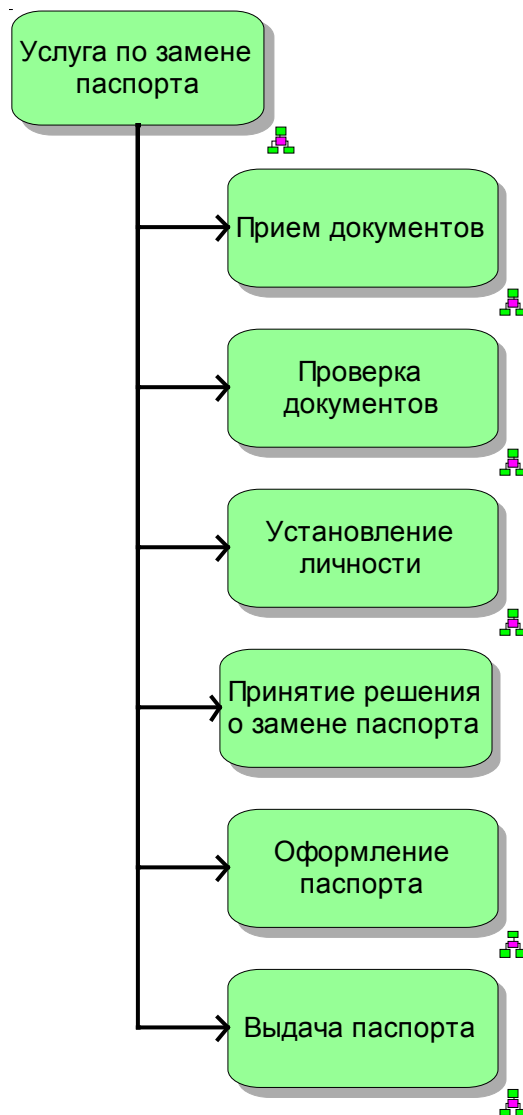 Услуга по замене
паспорта
Прием документов
Проверка
документов
Установление
личности
Принятие решения
о замене паспорта
Оформление
паспорта
Выдача паспорта